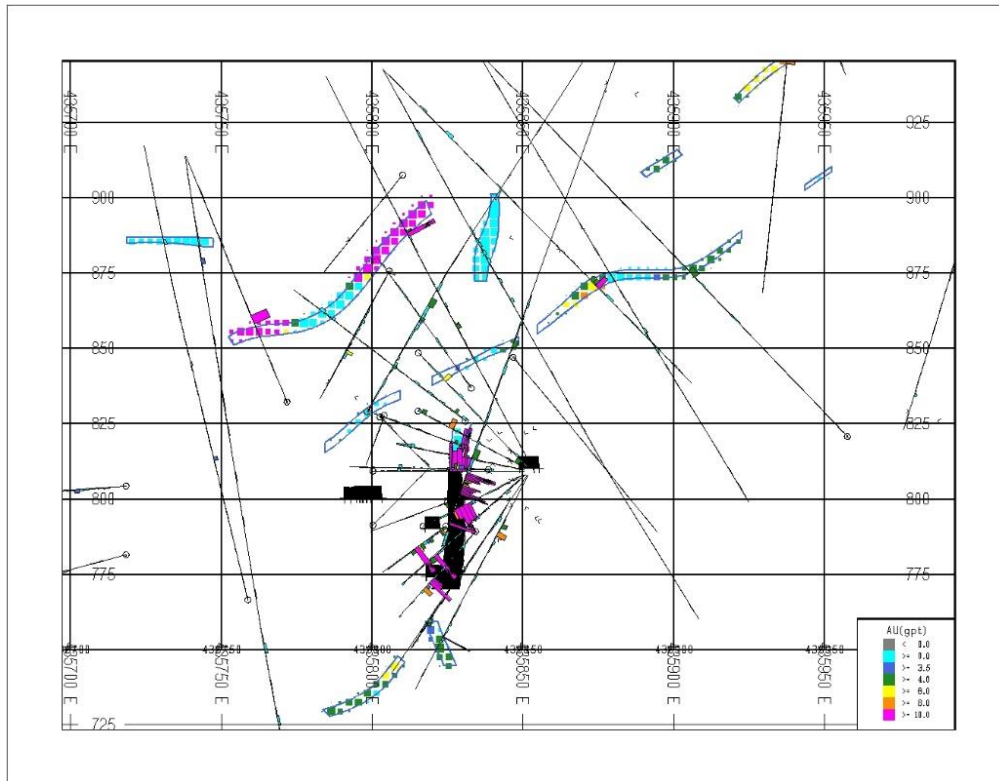 435700 E
435750 E
435800 E
435850 E
435900 E
435950 E
925 925
900 900
875 875
850 850
825 825
800 800
775 775
725
435700 E
435750 E
435800 E
435850 E
435900 E
435950 E
AU(gpt)
< 0.0
>= 0.0
>= 3.5
>= 4.0
>= 6.0
>= 8.0
>= 10.0